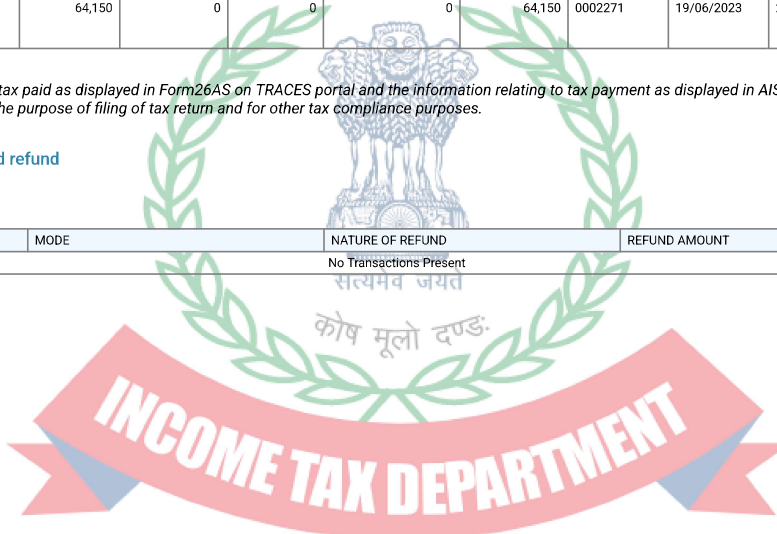 64,150 0 0 0 64,150 0002271 19/06/2023
tax paid as displayed in Form26AS on TRACES portal and the information relating to tax payment as displayed in AIS
he purpose of filing of tax return and for other tax compliance purposes.
d refund
MODE NATURE OF REFUND REFUND AMOUNT
No Transactions Present
सत्यमेव जयते
कोष मूलो दण्डः
INCOME TAX DEPARTMENT